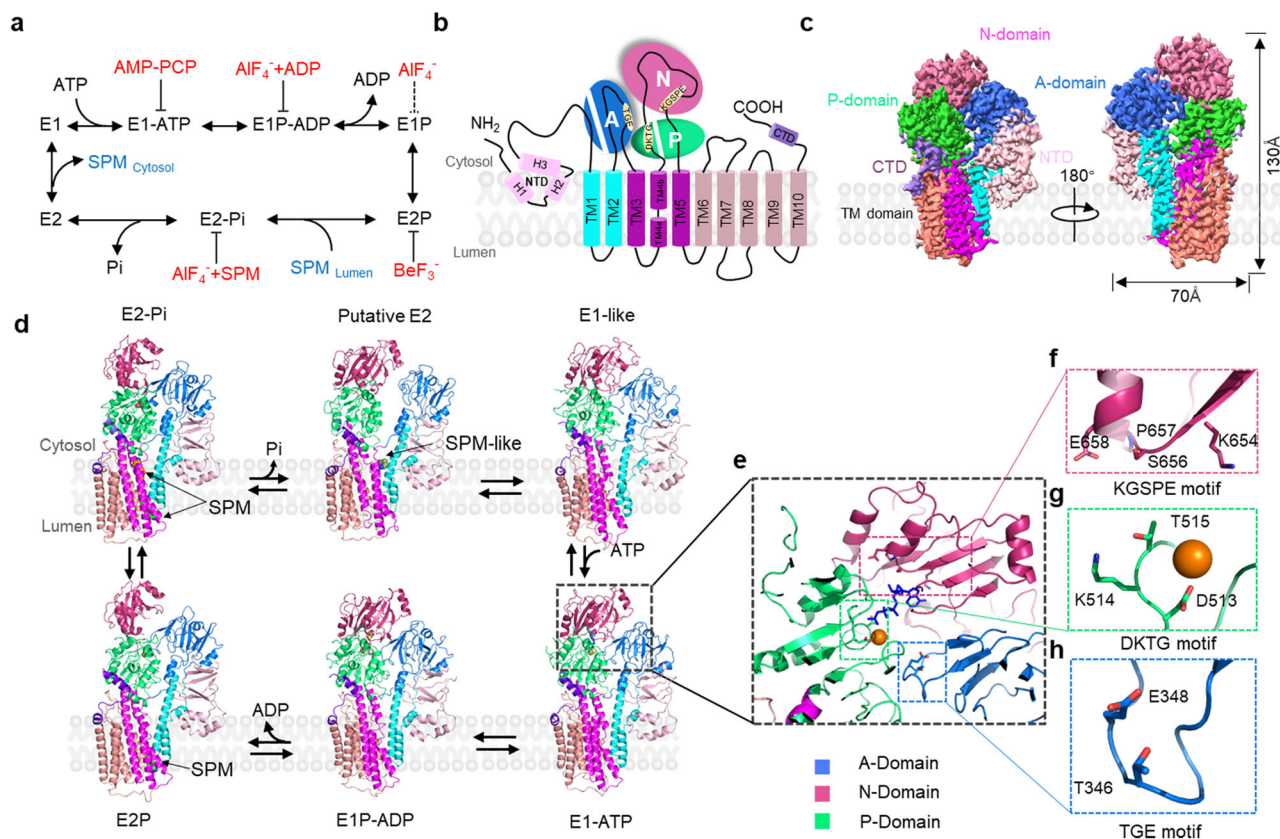 a
AMP-PCP
AlF₄⁻+ADP
AlF₄⁻
ATP
ADP
E1
E1-ATP
E1P-ADP
E1P
SPM Cytosol
E2
E2-Pi
E2P
Pi
AlF₄⁻+SPM
SPM Lumen
BeF₃⁻
b
N
KGSPE
A
TGE
DKTG
P
COOH
CTD
NH₂
Cytosol
H3
NTD
H1
H2
TM1
TM2
TM3
TM4b
TM4a
TM5
TM6
TM7
TM8
TM9
TM10
Lumen
c
N-domain
A-domain
P-domain
CTD
NTD
TM domain
180°
130Å
70Å
d
E2-Pi
Putative E2
E1-like
Cytosol
Pi
SPM-like
SPM
Lumen
ATP
ADP
SPM
E2P
E1P-ADP
E1-ATP
e
A-Domain
N-Domain
P-Domain
f
E658
P657
S656
K654
KGSPE motif
g
T515
K514
D513
DKTG motif
h
E348
T346
TGE motif